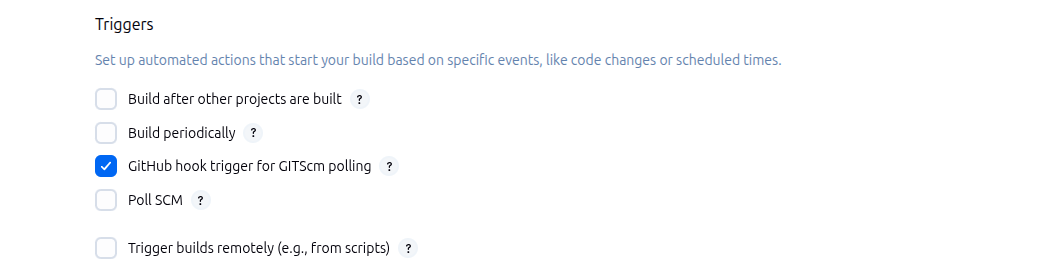 Triggers
Set up automated actions that start your build based on specific events, like code changes or scheduled times.
Build after other projects are built ?
Build periodically ?
GitHub hook trigger for GITScm polling ?
Poll SCM ?
Trigger builds remotely (e.g., from scripts) ?